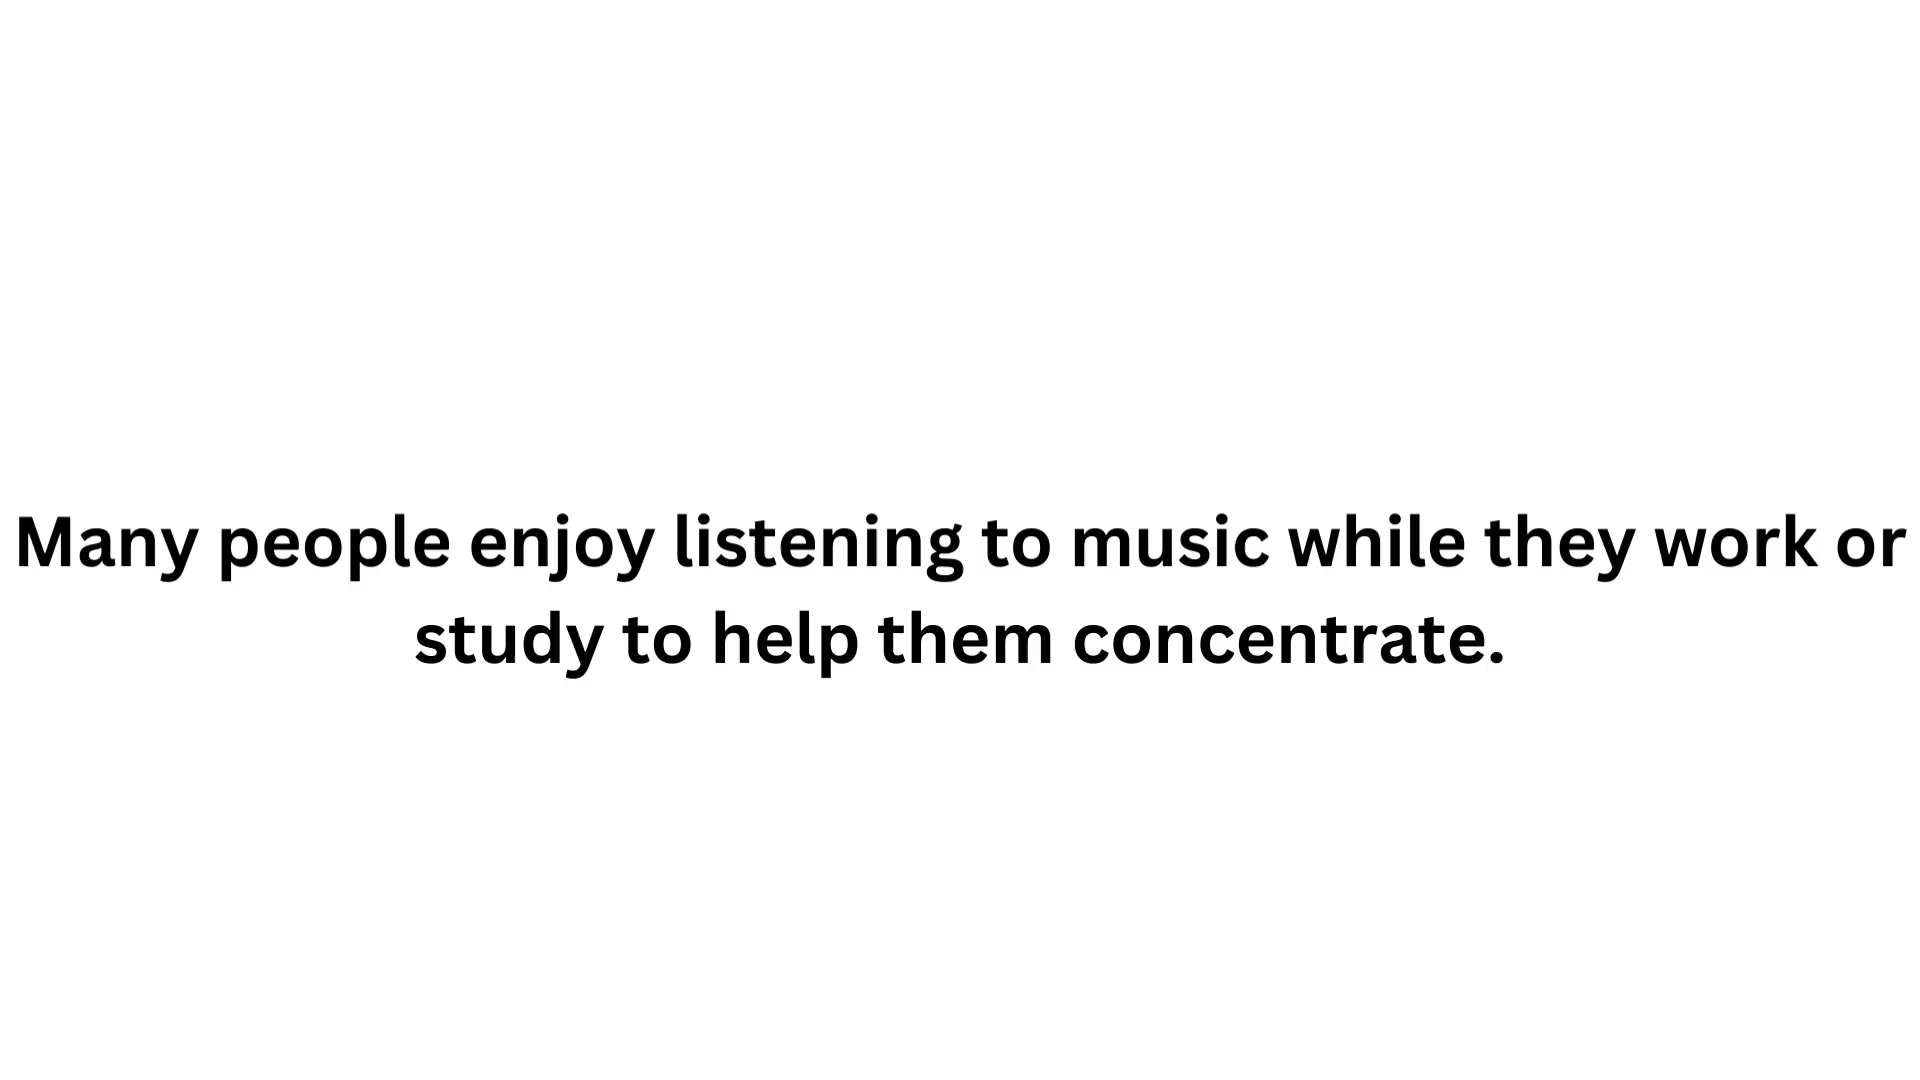 Many people enjoy listening to music while they work or
study to help them concentrate.